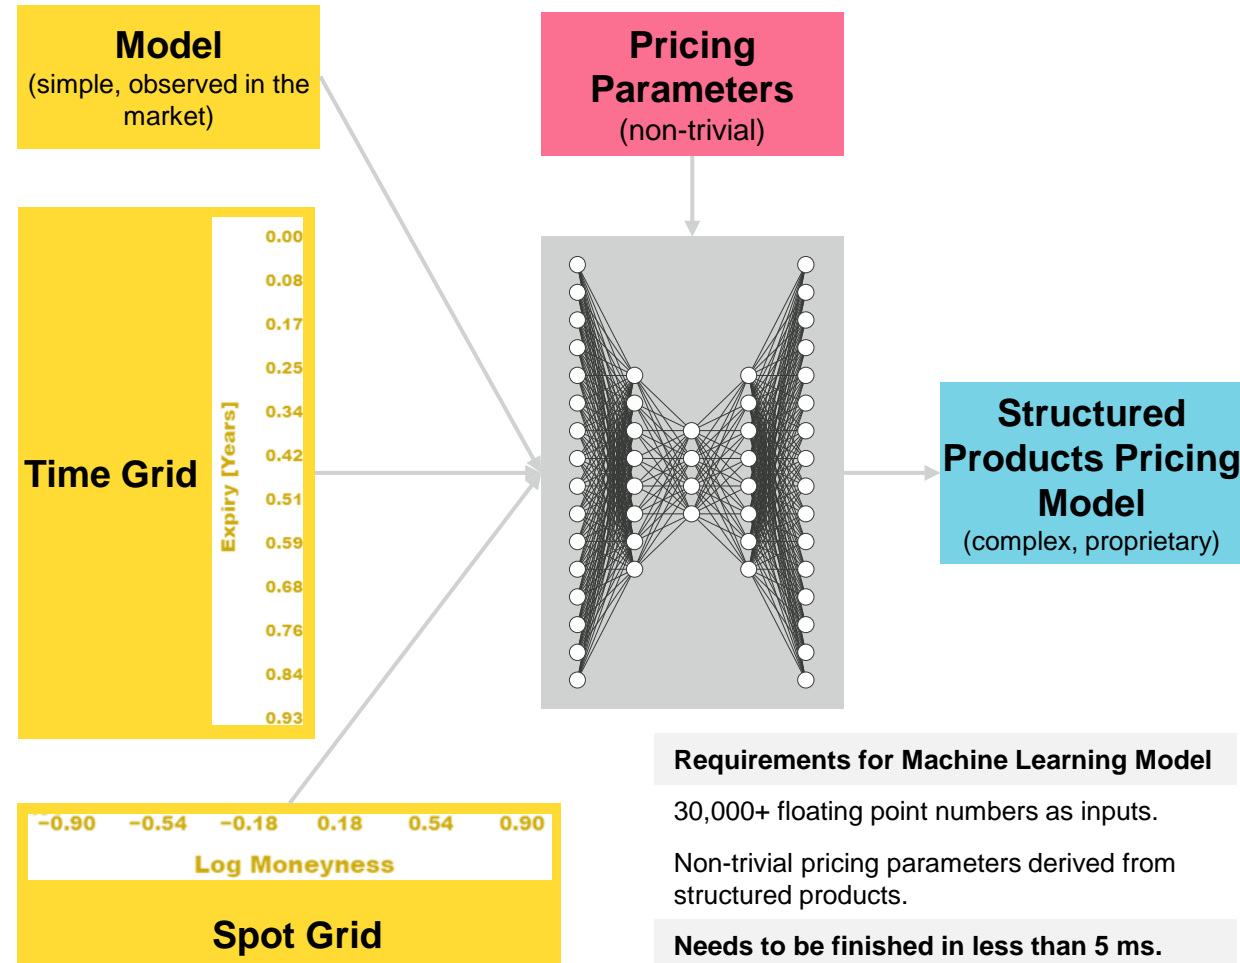 Model
(simple, observed in the
market)
Pricing
Parameters
(non-trivial)
Time Grid
Expiry [Years]
0.00
0.08
0.17
0.25
0.34
0.42
0.51
0.59
0.68
0.76
0.84
0.93
Structured
Products Pricing
Model
(complex, proprietary)
−0.90 −0.54 −0.18 0.18 0.54 0.90
Log Moneyness
Spot Grid
Requirements for Machine Learning Model
30,000+ floating point numbers as inputs.
Non-trivial pricing parameters derived from
structured products.
Needs to be finished in less than 5 ms.